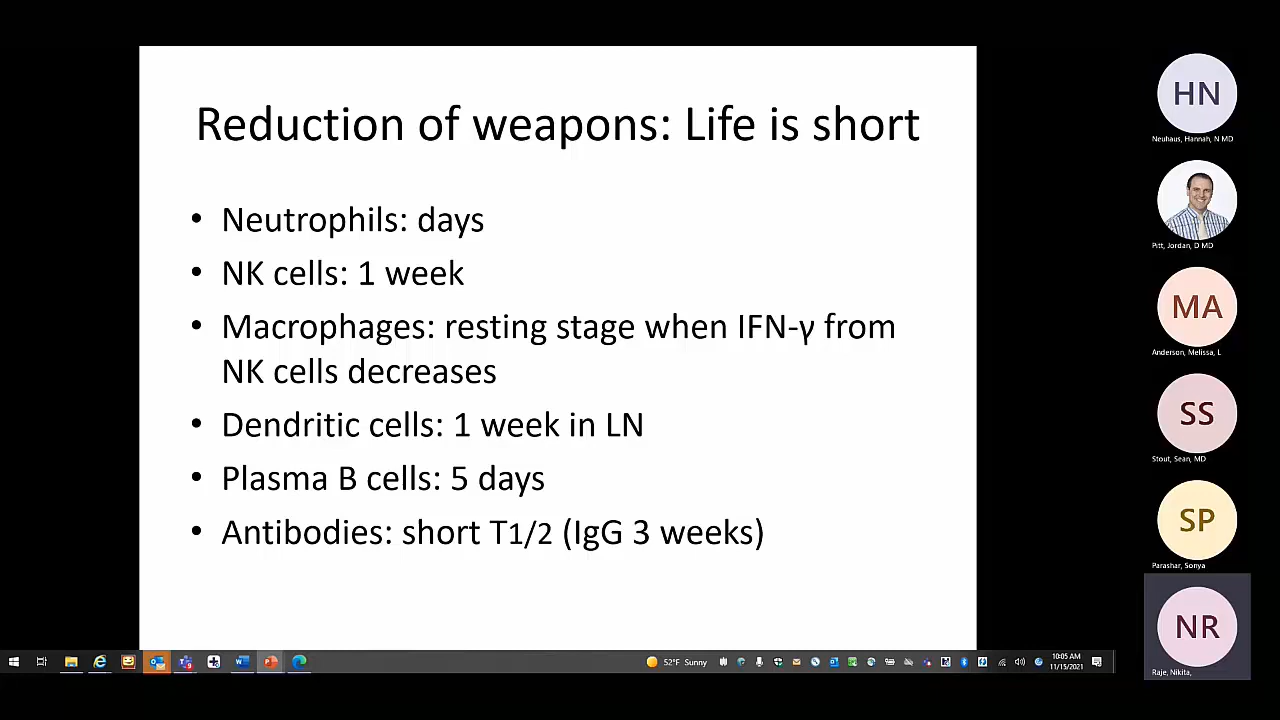 Reduction of weapons: Life is short
• Neutrophils: days
• NK cells: 1 week
• Macrophages: resting stage when IFN-γ from
NK cells decreases
• Dendritic cells: 1 week in LN
• Plasma B cells: 5 days
• Antibodies: short T1/2 (IgG 3 weeks)
HN
Neuhaus, Hannah, N MD
Pitt, Jordan, D MD
MA
Anderson, Melissa, L
SS
Stout, Sean, MD
SP
Parashar, Sonya
NR
Raje, Nikita,
52°F Sunny
10:05 AM
11/15/2021